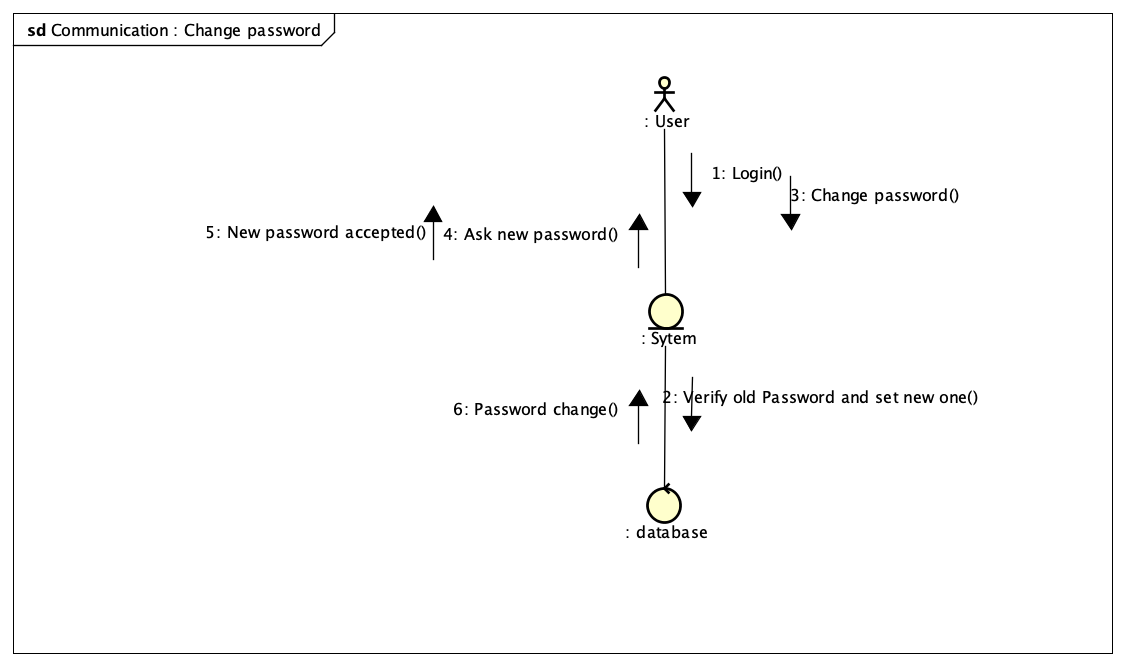 sd Communication : Change password
: User
1: Login()
3: Change password()
5: New password accepted()
4: Ask new password()
: Sytem
2: Verify old Password and set new one()
6: Password change()
: database